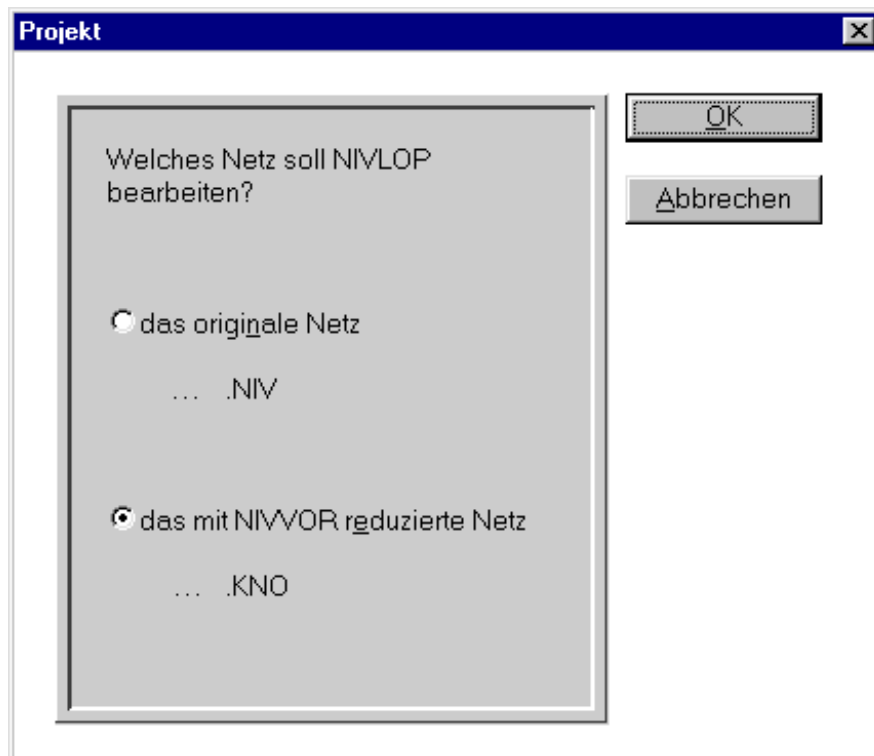 Projekt
Welches Netz soll NIVLOP
bearbeiten?
das originale Netz
... .NIV
das mit NIVVOR reduzierte Netz
... .KNO
OK
Abbrechen